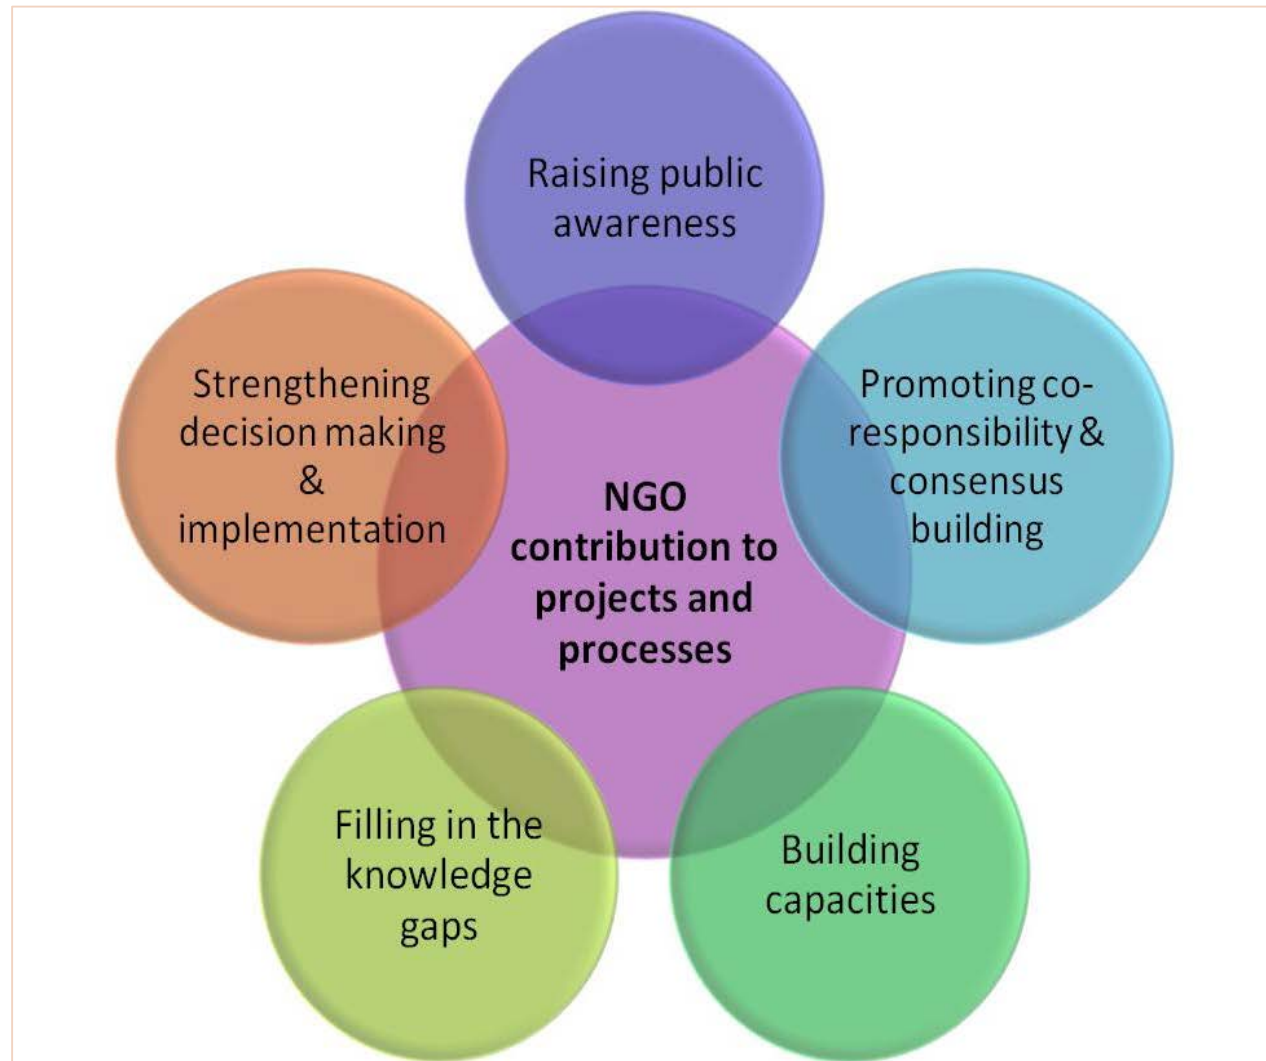 Raising public
awareness
Strengthening
decision making
&
implementation
Promoting co-
responsibility &
consensus
building
NGO
contribution to
projects and
processes
Filling in the
knowledge
gaps
Building
capacities